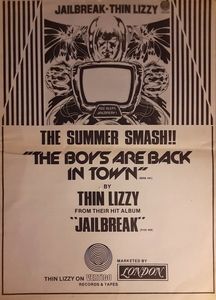 JAILBREAK-THIN LIZZY
THE SUMMER SMASH!!
"THE BOYS ARE BACK
IN TOWN"
BY
THIN LIZZY
FROM THEIR HIT ALBUM
"JAILBREAK"
MARKETED BY
THIN LIZZY ON VERTIGO
RECORDS & TAPES
LONDON